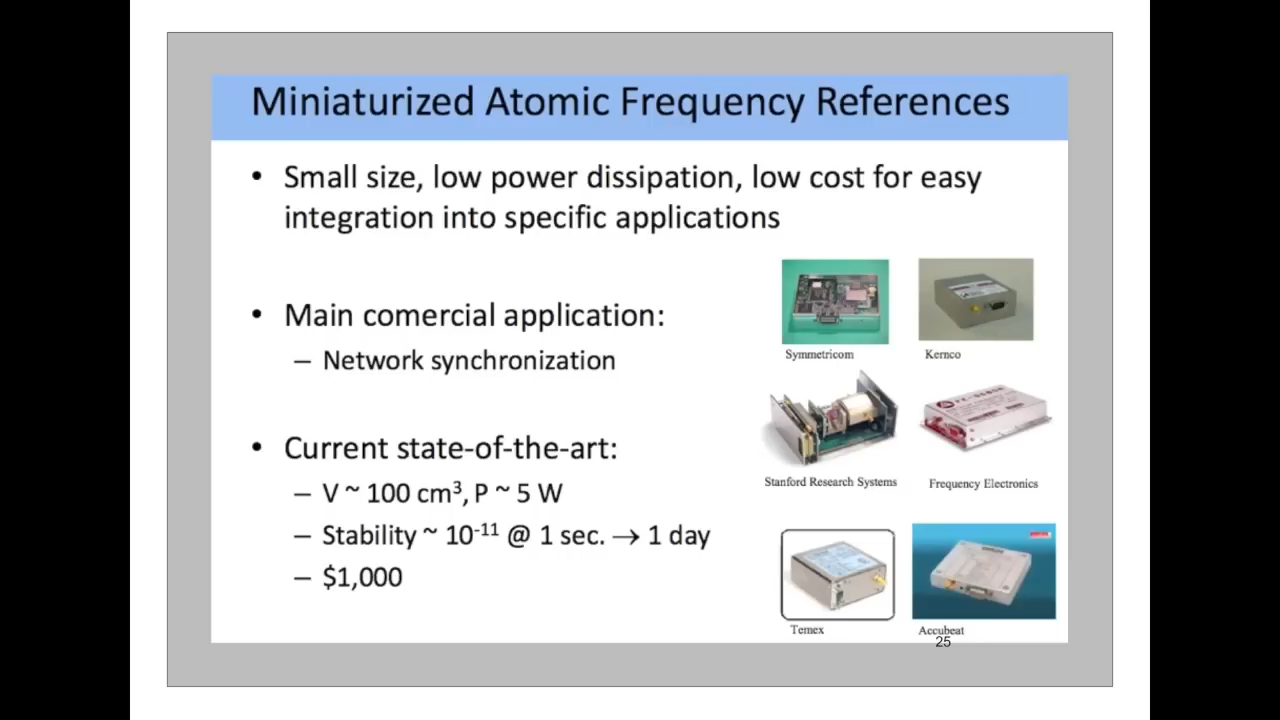 Miniaturized Atomic Frequency References
• Small size, low power dissipation, low cost for easy
integration into specific applications
• Main comercial application:
– Network synchronization
• Current state-of-the-art:
– V ~ 100 cm³, P ~ 5 W
– Stability ~ 10⁻¹¹ @ 1 sec. → 1 day
– $1,000
Symmetricom
Kernco
Stanford Research Systems
Frequency Electronics
Temex
Accubeat
25